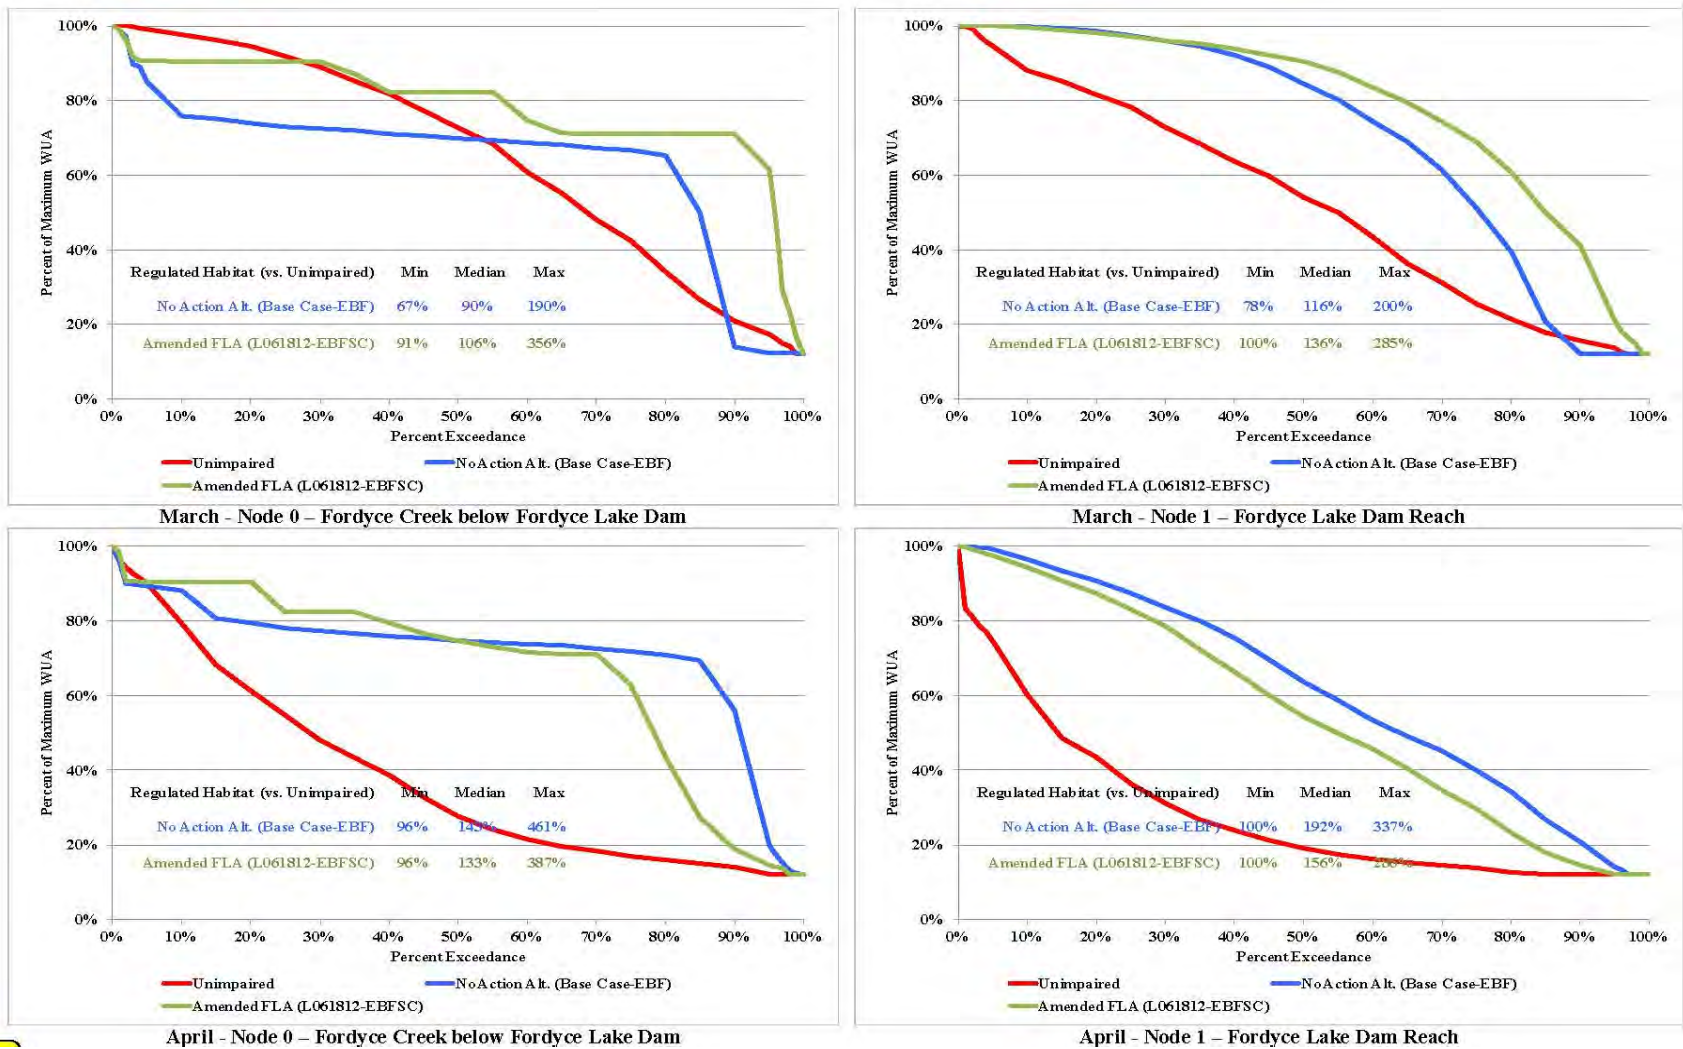 100%
80%
60%
40%
20%
0%
Percent of Maximum WUA
Regulated Habitat (vs. Unimpaired) Min Median Max
No Action Alt. (Base Case-EBF) 67% 90% 190%
Amended FLA (L061812-EBFSC) 91% 106% 356%
0% 10% 20% 30% 40% 50% 60% 70% 80% 90% 100%
Percent Exceedance
Unimpaired No Action Alt. (Base Case-EBF)
Amended FLA (L061812-EBFSC)
March - Node 0 – Fordyce Creek below Fordyce Lake Dam
100%
80%
60%
40%
20%
0%
Percent of Maximum WUA
Regulated Habitat (vs. Unimpaired) Min Median Max
No Action Alt. (Base Case-EBF) 78% 116% 200%
Amended FLA (L061812-EBFSC) 100% 136% 285%
0% 10% 20% 30% 40% 50% 60% 70% 80% 90% 100%
Percent Exceedance
Unimpaired No Action Alt. (Base Case-EBF)
Amended FLA (L061812-EBFSC)
March - Node 1 – Fordyce Lake Dam Reach
100%
80%
60%
40%
20%
0%
Percent of Maximum WUA
Regulated Habitat (vs. Unimpaired) Min Median Max
No Action Alt. (Base Case-EBF) 96% 461%
Amended FLA (L061812-EBFSC) 96% 133% 387%
0% 10% 20% 30% 40% 50% 60% 70% 80% 90% 100%
Percent Exceedance
Unimpaired No Action Alt. (Base Case-EBF)
Amended FLA (L061812-EBFSC)
April - Node 0 – Fordyce Creek below Fordyce Lake Dam
100%
80%
60%
40%
20%
0%
Percent of Maximum WUA
Regulated Habitat (vs. Unimpaired) Min Median Max
No Action Alt. (Base Case-EBF) 100% 192% 337%
Amended FLA (L061812-EBFSC) 100% 156%
0% 10% 20% 30% 40% 50% 60% 70% 80% 90% 100%
Percent Exceedance
Unimpaired No Action Alt. (Base Case-EBF)
Amended FLA (L061812-EBFSC)
April - Node 1 – Fordyce Lake Dam Reach